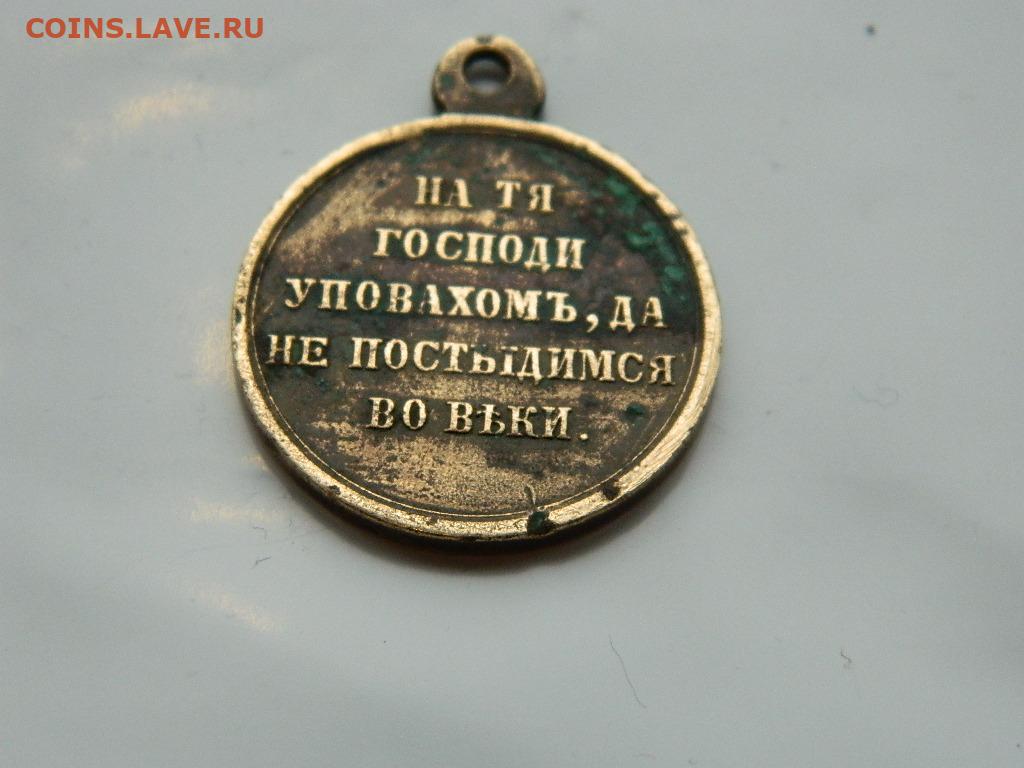 COINS.LAVE.RU
НА ТЯ
ГОСПОДИ
УПОВАХОМЪ, ДА
НЕ ПОСТЫДИМСЯ
ВО ВѢКИ.